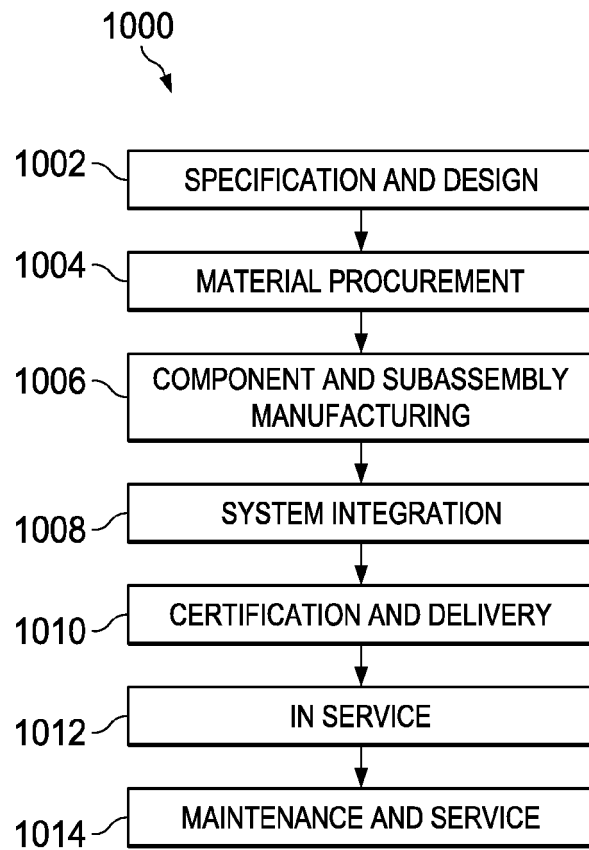 1000
1002 SPECIFICATION AND DESIGN
1004 MATERIAL PROCUREMENT
1006 COMPONENT AND SUBASSEMBLY
MANUFACTURING
1008 SYSTEM INTEGRATION
1010 CERTIFICATION AND DELIVERY
1012 IN SERVICE
1014 MAINTENANCE AND SERVICE